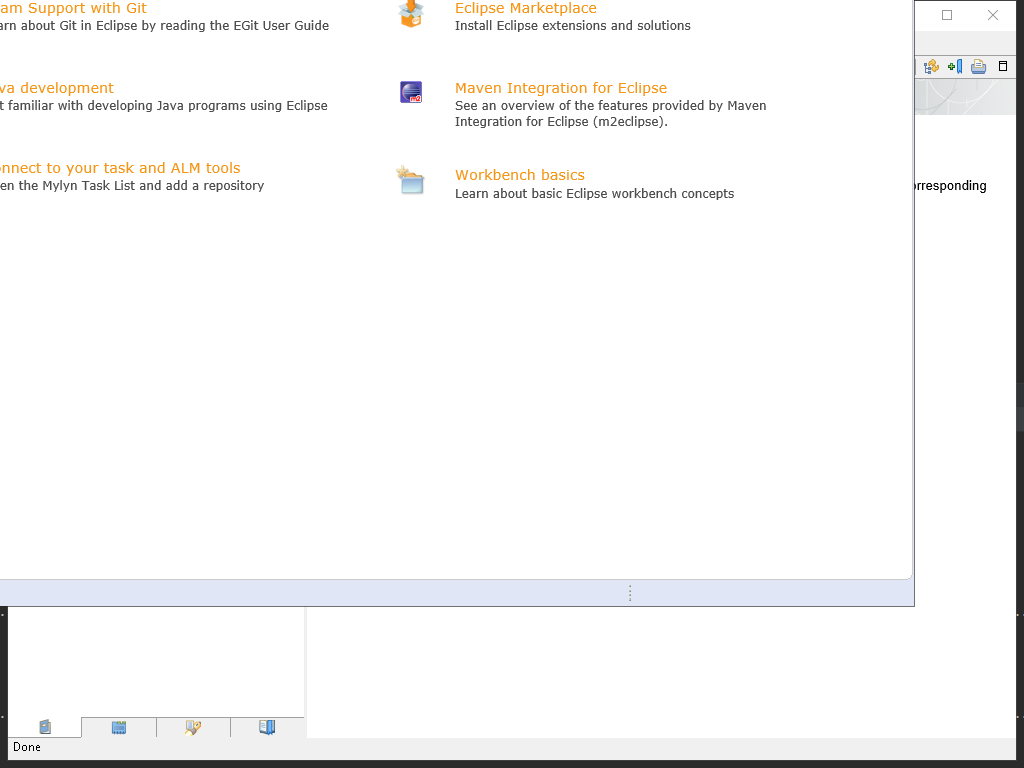 am Support with Git
arn about Git in Eclipse by reading the EGit User Guide
Eclipse Marketplace
Install Eclipse extensions and solutions
va development
t familiar with developing Java programs using Eclipse
Maven Integration for Eclipse
See an overview of the features provided by Maven
Integration for Eclipse (m2eclipse).
onnect to your task and ALM tools
en the Mylyn Task List and add a repository
Workbench basics
Learn about basic Eclipse workbench concepts
orresponding
Done